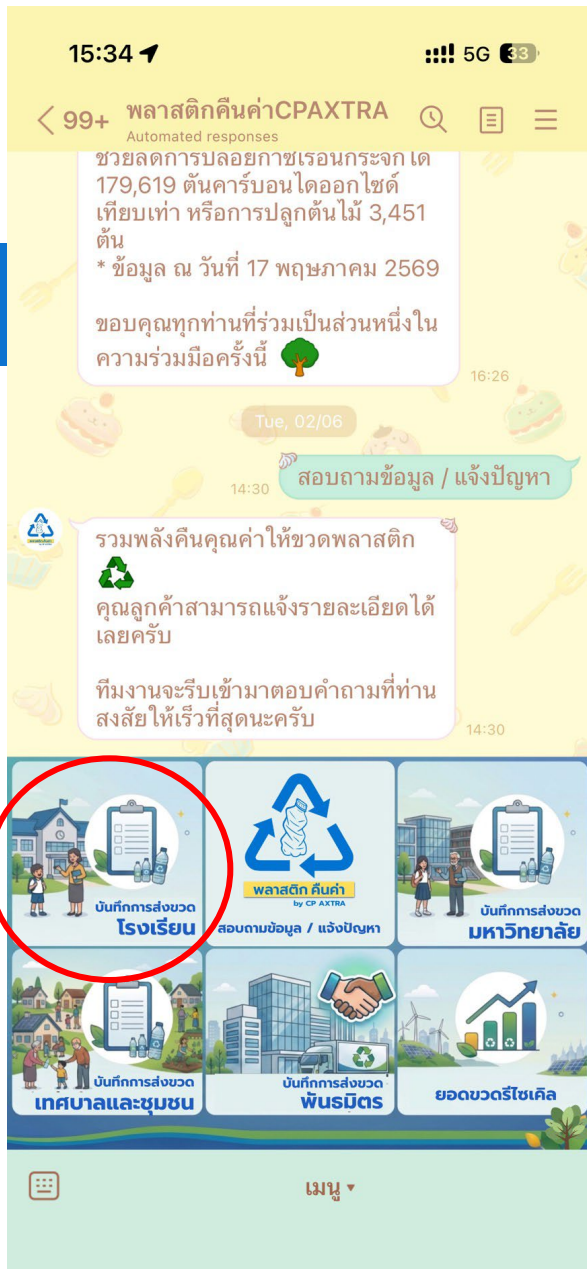 15:34
5G 33
99+ พลาสติกคืนค่าCPAXTRA
Automated responses
ช่วยลดการปล่อยก๊าซเรือนกระจกได้
179,619 ตันคาร์บอนไดออกไซด์
เทียบเท่า หรือการปลูกต้นไม้ 3,451
ต้น
* ข้อมูล ณ วันที่ 17 พฤษภาคม 2569
ขอบคุณทุกท่านที่ร่วมเป็นส่วนหนึ่งใน
ความร่วมมือครั้งนี้
16:26
Tue, 02/06
14:30
สอบถามข้อมูล / แจ้งปัญหา
รวมพลังคืนคุณค่าให้ขวดพลาสติก
คุณลูกค้าสามารถแจ้งรายละเอียดได้
เลยครับ
ทีมงานจะรีบเข้ามาตอบคำถามที่ท่าน
สงสัยให้เร็วที่สุดนะครับ
14:30
บันทึกการส่งขวด
โรงเรียน
พลาสติก คืนค่า
by CP AXTRA
สอบถามข้อมูล / แจ้งปัญหา
บันทึกการส่งขวด
มหาวิทยาลัย
บันทึกการส่งขวด
เทศบาลและชุมชน
บันทึกการส่งขวด
พันธมิตร
ยอดขวดรีไซเคิล
เมนู